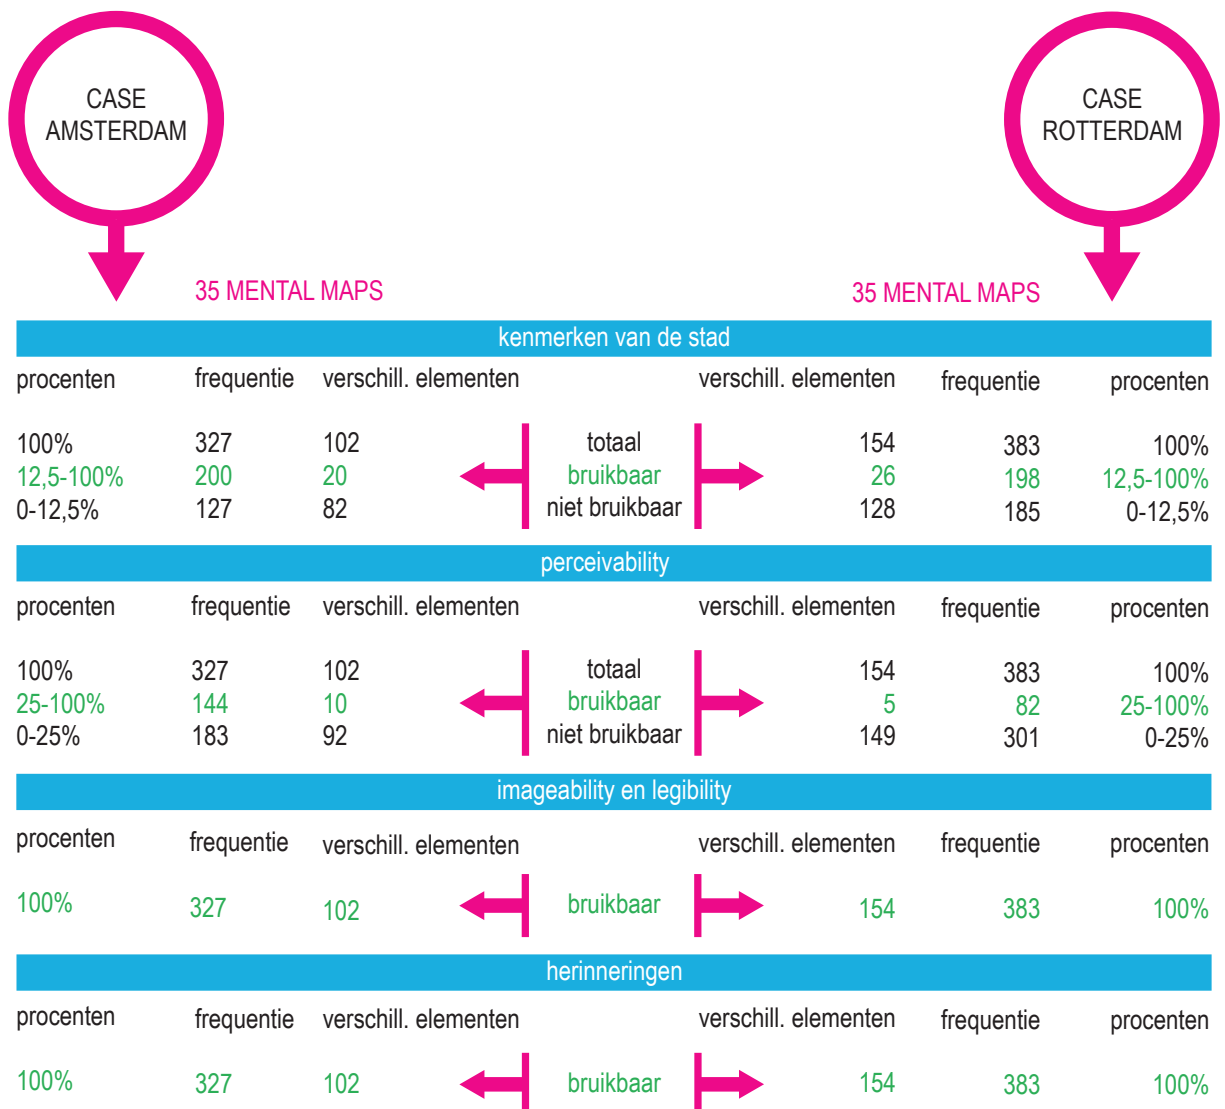 CASE
AMSTERDAM
CASE
ROTTERDAM
35 MENTAL MAPS
35 MENTAL MAPS
kenmerken van de stad
procenten frequentie verschill. elementen verschill. elementen frequentie procenten
100% 327 102 totaal 154 383 100%
12,5-100% 200 20 bruikbaar 26 198 12,5-100%
0-12,5% 127 82 niet bruikbaar 128 185 0-12,5%
perceivability
procenten frequentie verschill. elementen verschill. elementen frequentie procenten
100% 327 102 totaal 154 383 100%
25-100% 144 10 bruikbaar 5 82 25-100%
0-25% 183 92 niet bruikbaar 149 301 0-25%
imageability en legibility
procenten frequentie verschill. elementen verschill. elementen frequentie procenten
100% 327 102 bruikbaar 154 383 100%
herinneringen
procenten frequentie verschill. elementen verschill. elementen frequentie procenten
100% 327 102 bruikbaar 154 383 100%